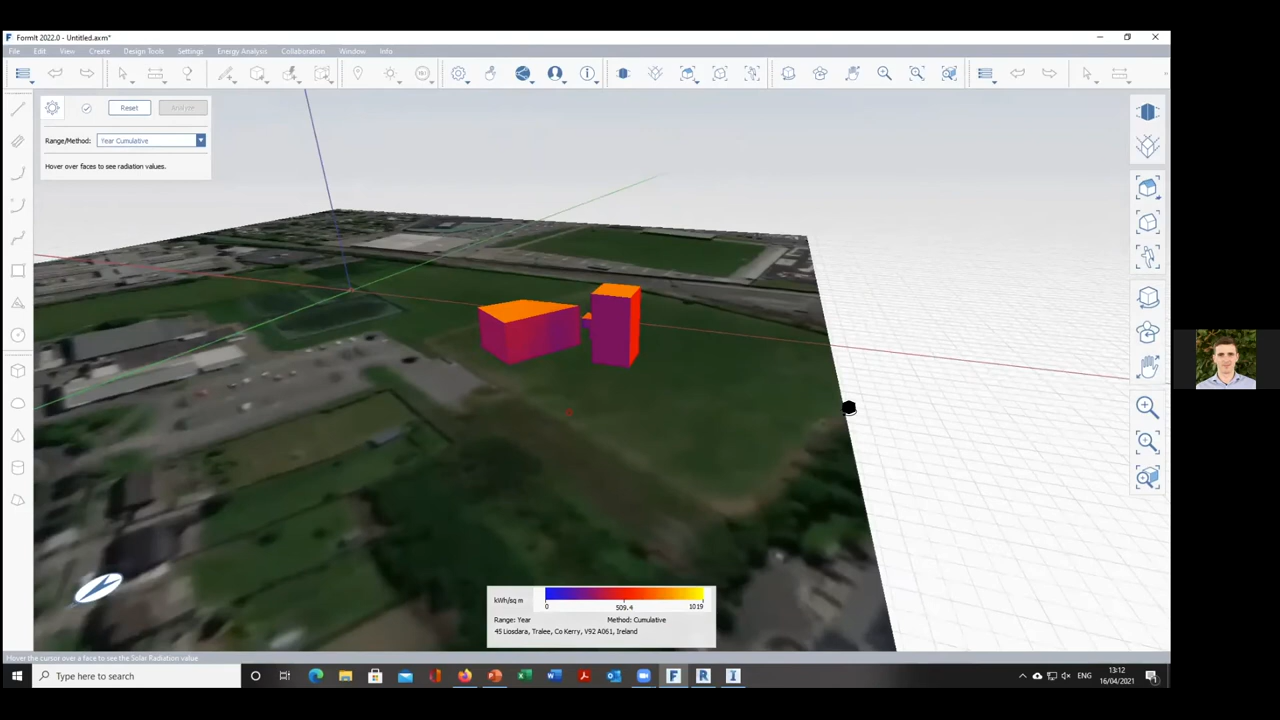 FormIt 2022.0 - Untitled.axm*
File Edit View Create Design Tools Settings Energy Analysis Collaboration Window Info
Reset Analyse
Range/Method: Year Cumulative
Hover over faces to see radiation values.
kWh/sq m
0 509.4 1019
Range: Year Method: Cumulative
45 Liosdara, Tralee, Co Kerry, V92 A061, Ireland
Hover the cursor over a face to see the Solar Radiation value
Type here to search
ENG
13:12
16/04/2021